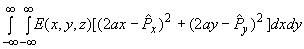 ∫_{-∞}^{∞} ∫_{-∞}^{∞} E(x, y, z)[(2ax − P̂_x)² + (2ay − P̂_y)²]dxdy